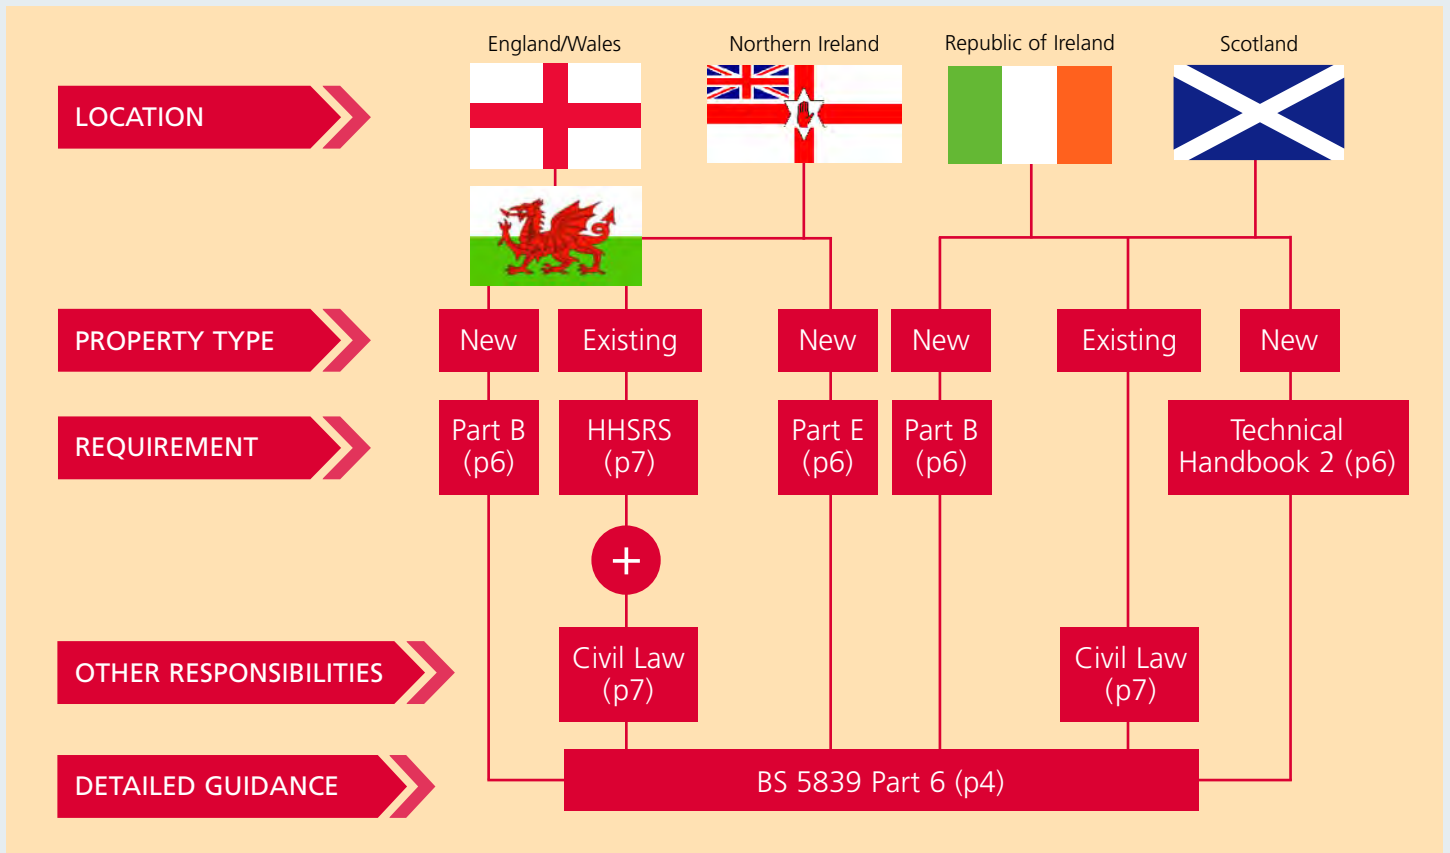 England/Wales
Northern Ireland
Republic of Ireland
Scotland
LOCATION
PROPERTY TYPE
New
Existing
New
New
Existing
New
REQUIREMENT
Part B
(p6)
HHSRS
(p7)
Part E
(p6)
Part B
(p6)
Technical
Handbook 2 (p6)
+
OTHER RESPONSIBILITIES
Civil Law
(p7)
Civil Law
(p7)
DETAILED GUIDANCE
BS 5839 Part 6 (p4)